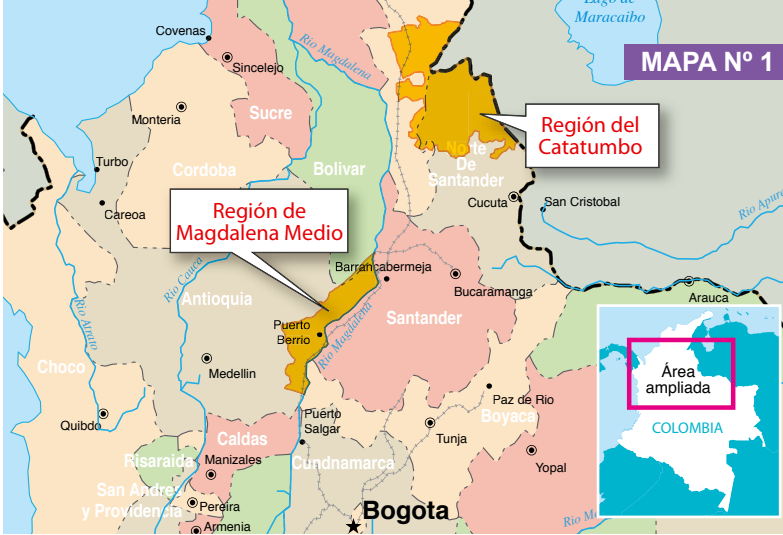 Lago de
Maracaibo
MAPA Nº 1
Covenas
Sincelejo
Rio Magdalena
Monteria
Sucre
Región del
Catatumbo
Norte
De
Santander
Turbo
Cordoba
Bolivar
Careoa
Cucuta
San Cristobal
Rio Apure
Región de
Magdalena Medio
Barrancabermeja
Bucaramanga
Arauca
Rio Cauca
Antioquia
Rio Atrato
Puerto
Berrio
Rio Magdalena
Santander
Choco
Medellin
Área
ampliada
COLOMBIA
Paz de Rio
Boyaca
Quibdo
Puerto
Salgar
Tunja
Caldas
Risaraida
Manizales
Cundnamarca
Yopal
San Andres
y Providencia
Pereira
Armenia
Bogota
Rio